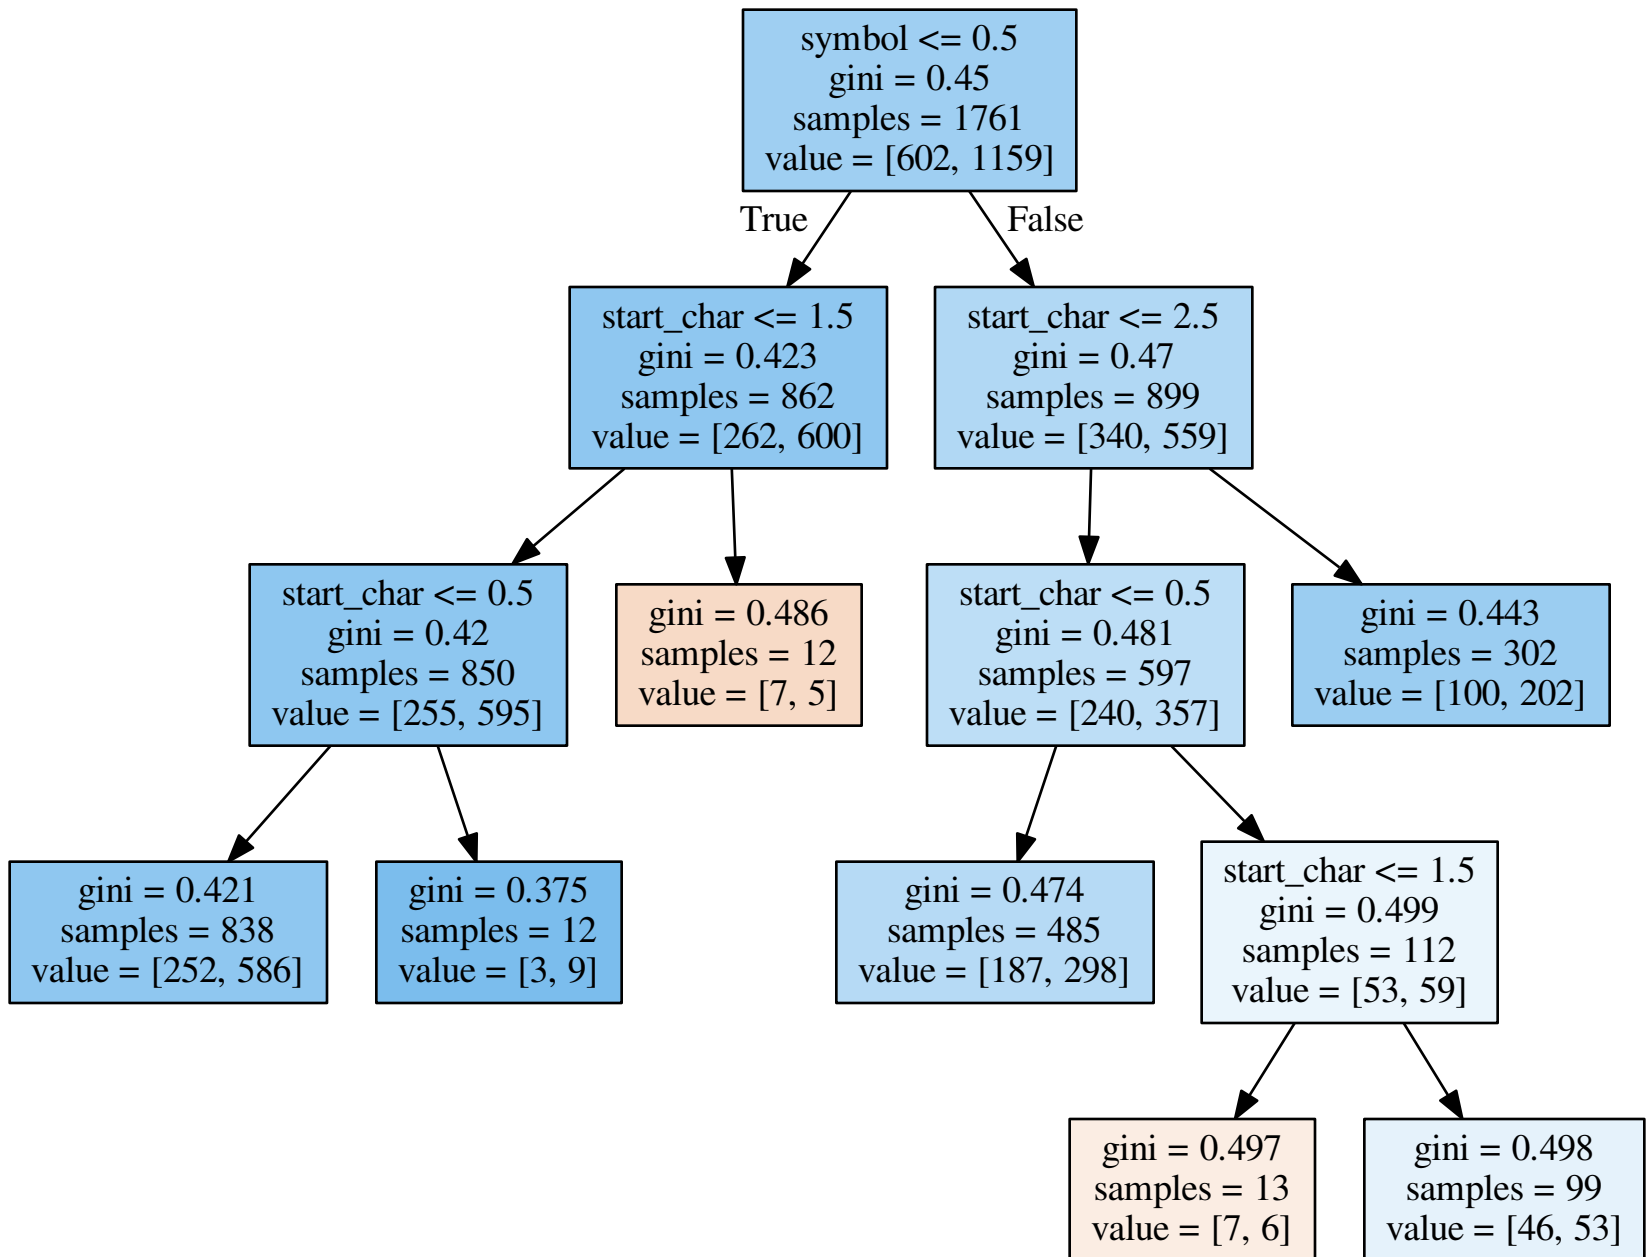 symbol <= 0.5
gini = 0.45
samples = 1761
value = [602, 1159]
True
False
start_char <= 1.5
gini = 0.423
samples = 862
value = [262, 600]
start_char <= 2.5
gini = 0.47
samples = 899
value = [340, 559]
start_char <= 0.5
gini = 0.42
samples = 850
value = [255, 595]
gini = 0.486
samples = 12
value = [7, 5]
start_char <= 0.5
gini = 0.481
samples = 597
value = [240, 357]
gini = 0.443
samples = 302
value = [100, 202]
gini = 0.421
samples = 838
value = [252, 586]
gini = 0.375
samples = 12
value = [3, 9]
gini = 0.474
samples = 485
value = [187, 298]
start_char <= 1.5
gini = 0.499
samples = 112
value = [53, 59]
gini = 0.497
samples = 13
value = [7, 6]
gini = 0.498
samples = 99
value = [46, 53]